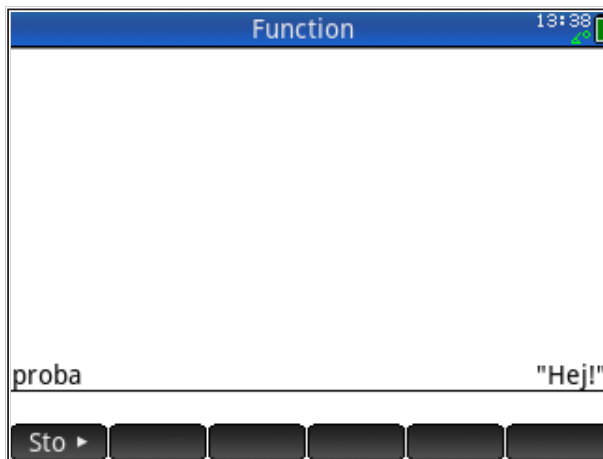 Function
13:38
proba "Hej!"
Sto ▸